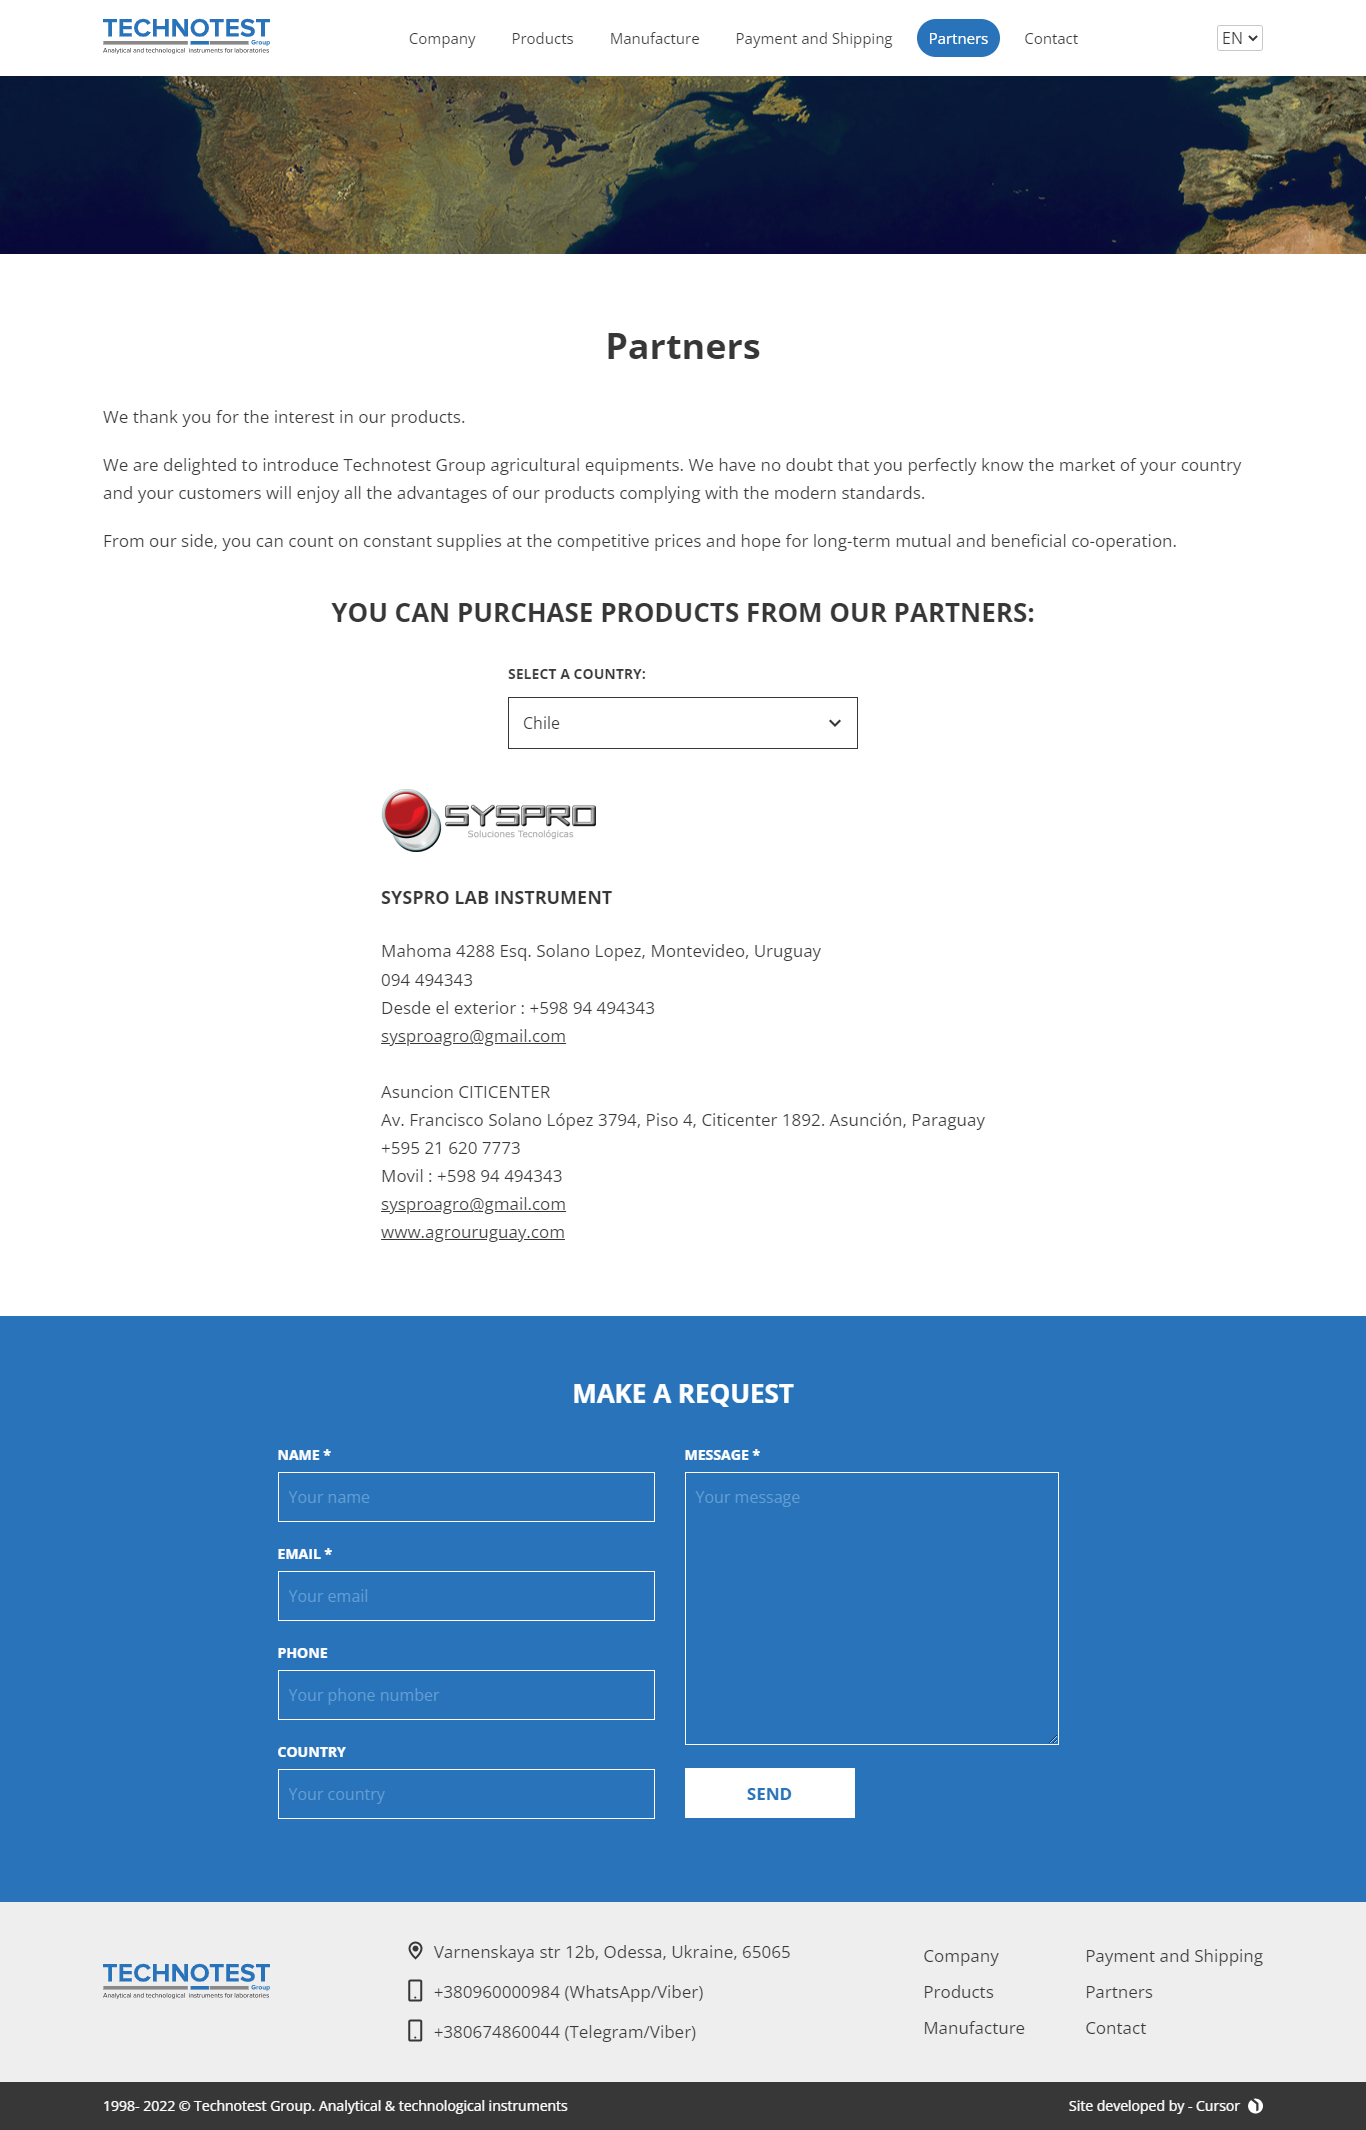 TECHNOTEST
Group
Analytical and technological instruments for laboratories
Company
Products
Manufacture
Payment and Shipping
Partners
Contact
EN
Partners
We thank you for the interest in our products.
We are delighted to introduce Technotest Group agricultural equipments. We have no doubt that you perfectly know the market of your country
and your customers will enjoy all the advantages of our products complying with the modern standards.
From our side, you can count on constant supplies at the competitive prices and hope for long-term mutual and beneficial co-operation.
YOU CAN PURCHASE PRODUCTS FROM OUR PARTNERS:
SELECT A COUNTRY:
Chile
SYSPRO
Soluciones Tecnológicas
SYSPRO LAB INSTRUMENT
Mahoma 4288 Esq. Solano Lopez, Montevideo, Uruguay
094 494343
Desde el exterior : +598 94 494343
sysproagro@gmail.com
Asuncion CITICENTER
Av. Francisco Solano López 3794, Piso 4, Citicenter 1892. Asunción, Paraguay
+595 21 620 7773
Movil : +598 94 494343
sysproagro@gmail.com
www.agrouruguay.com
MAKE A REQUEST
NAME *
Your name
EMAIL *
Your email
PHONE
Your phone number
COUNTRY
Your country
MESSAGE *
Your message
SEND
TECHNOTEST
Group
Analytical and technological instruments for laboratories
Varnenskaya str 12b, Odessa, Ukraine, 65065
+380960000984 (WhatsApp/Viber)
+380674860044 (Telegram/Viber)
Company
Products
Manufacture
Payment and Shipping
Partners
Contact
1998- 2022 © Technotest Group. Analytical & technological instruments
Site developed by - Cursor